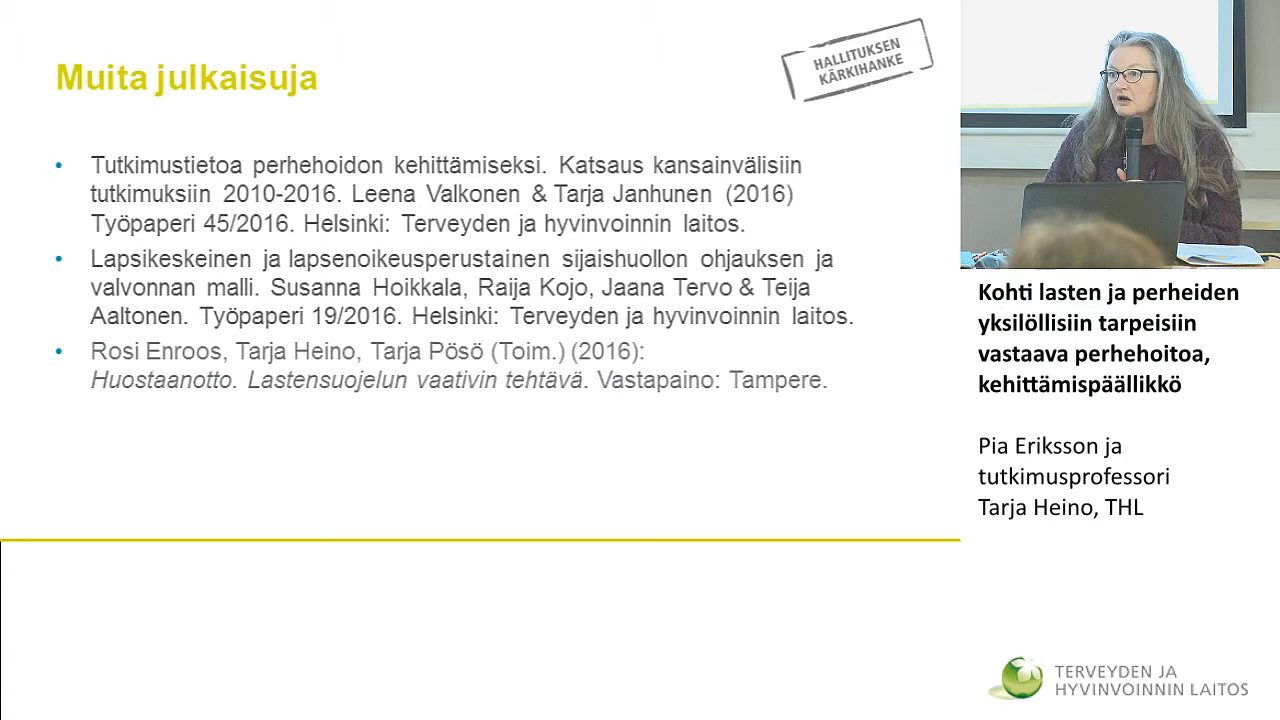 Muita julkaisuja
HALLITUKSEN
KÄRKIHANKE
• Tutkimustietoa perhehoidon kehittämiseksi. Katsaus kansainvälisiin
tutkimuksiin 2010-2016. Leena Valkonen & Tarja Janhunen (2016)
Työpaperi 45/2016. Helsinki: Terveyden ja hyvinvoinnin laitos.
• Lapsikeskeinen ja lapsenoikeusperustainen sijaishuollon ohjauksen ja
valvonnan malli. Susanna Hoikkala, Raija Kojo, Jaana Tervo & Teija
Aaltonen. Työpaperi 19/2016. Helsinki: Terveyden ja hyvinvoinnin laitos.
• Rosi Enroos, Tarja Heino, Tarja Pösö (Toim.) (2016):
Huostaanotto. Lastensuojelun vaativin tehtävä. Vastapaino: Tampere.
Kohti lasten ja perheiden
yksilöllisiin tarpeisiin
vastaava perhehoitoa,
kehittämispäällikkö
Pia Eriksson ja
tutkimusprofessori
Tarja Heino, THL
TERVEYDEN JA
HYVINVOINNIN LAITOS